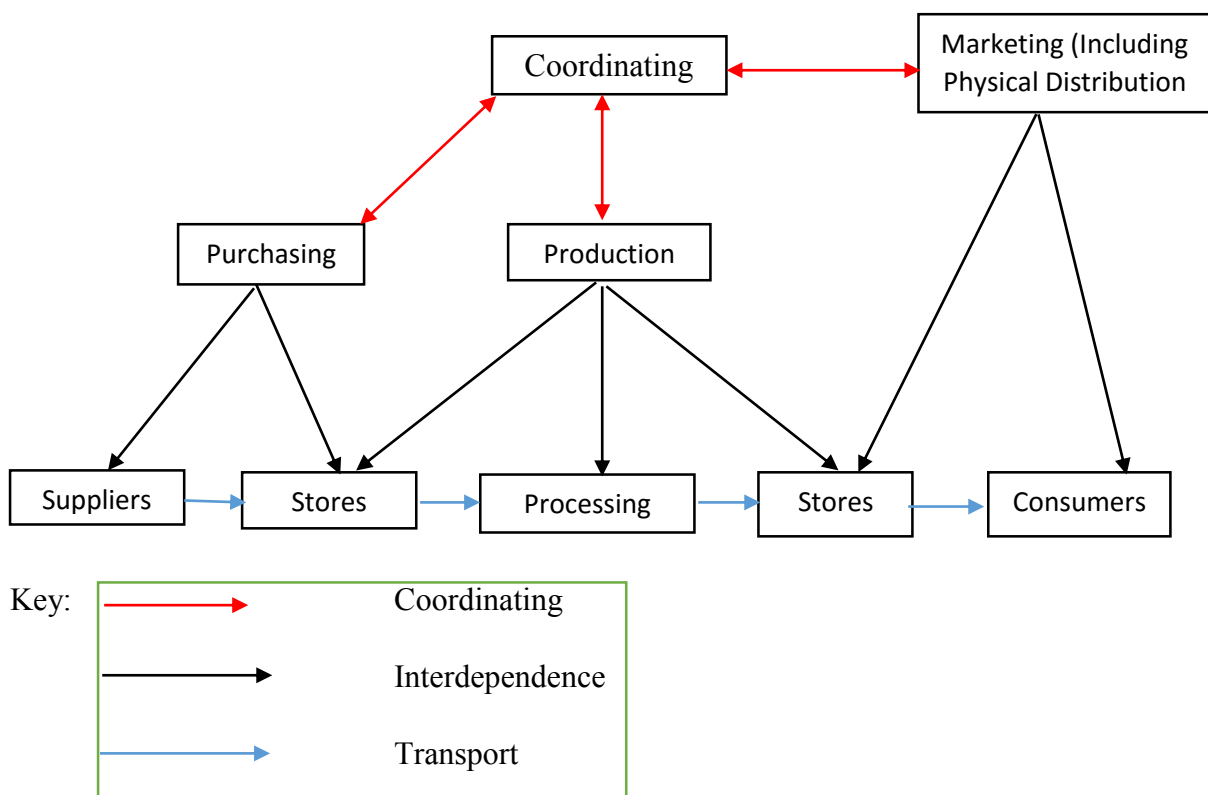 Marketing (Including
Physical Distribution
Coordinating
Purchasing
Production
Suppliers
Stores
Processing
Stores
Consumers
Key:
Coordinating
Interdependence
Transport